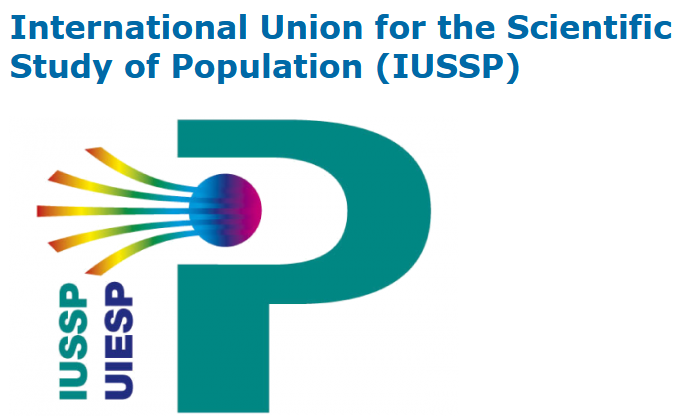 International Union for the Scientific
Study of Population (IUSSP)
P
IUSSP
UIESP